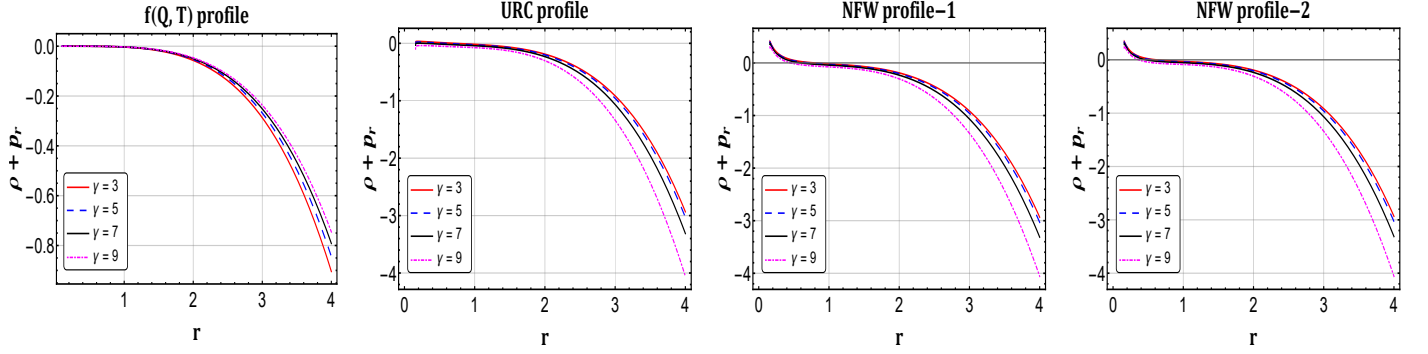 f(Q, T) profile
ρ + p_r
0.0
−0.2
−0.4
−0.6
−0.8
γ = 3
γ = 5
γ = 7
γ = 9
1 2 3 4
r
URC profile
ρ + p_r
0
−1
−2
−3
−4
γ = 3
γ = 5
γ = 7
γ = 9
0 1 2 3 4
r
NFW profile−1
ρ + p_r
0
−1
−2
−3
−4
γ = 3
γ = 5
γ = 7
γ = 9
0 1 2 3 4
r
NFW profile−2
ρ + p_r
0
−1
−2
−3
−4
γ = 3
γ = 5
γ = 7
γ = 9
0 1 2 3 4
r